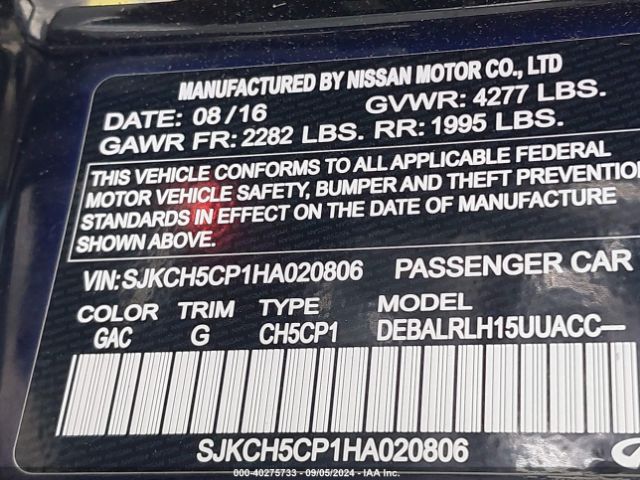 MANUFACTURED BY NISSAN MOTOR CO., LTD
DATE: 08/16 GVWR: 4277 LBS.
GAWR FR: 2282 LBS. RR: 1995 LBS.
THIS VEHICLE CONFORMS TO ALL APPLICABLE FEDERAL
MOTOR VEHICLE SAFETY, BUMPER AND THEFT PREVENTION
STANDARDS IN EFFECT ON THE DATE OF MANUFACTURE
SHOWN ABOVE.
VIN: SJKCH5CP1HA020806 PASSENGER CAR
COLOR TRIM TYPE MODEL
GAC G CH5CP1 DEBALRLH15UUACC—
SJKCH5CP1HA020806
000-40275733 - 09/05/2024 - IAA Inc.